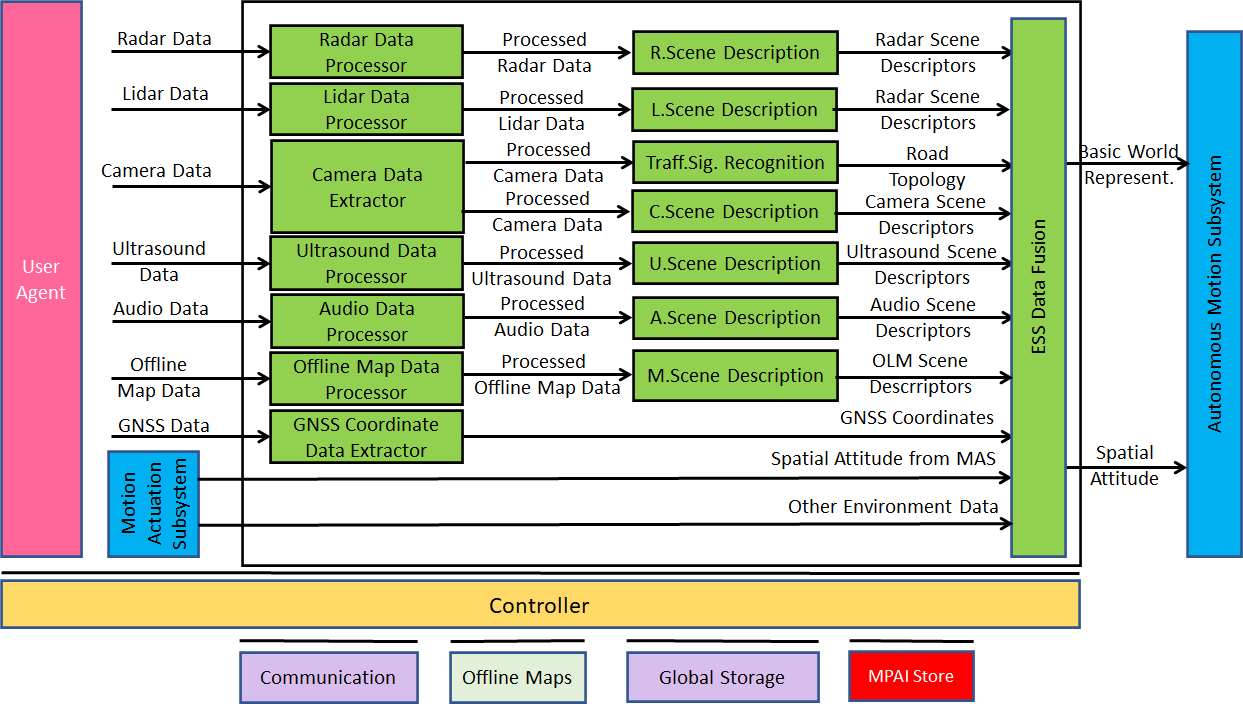 Radar Data
Radar Data
Processor
Processed
Radar Data
R.Scene Description
Radar Scene
Descriptors
Lidar Data
Lidar Data
Processor
Processed
Lidar Data
L.Scene Description
Radar Scene
Descriptors
Camera Data
Camera Data
Extractor
Processed
Camera Data
Traff.Sig. Recognition
Road
Topology
Processed
Camera Data
C.Scene Description
Camera Scene
Descriptors
Ultrasound
Data
Ultrasound Data
Processor
Processed
Ultrasound Data
U.Scene Description
Ultrasound Scene
Descriptors
Audio Data
Audio Data
Processor
Processed
Audio Data
A.Scene Description
Audio Scene
Descriptors
Offline
Map Data
Offline Map Data
Processor
Processed
Offline Map Data
M.Scene Description
OLM Scene
Descrriptors
GNSS Data
GNSS Coordinate
Data Extractor
GNSS Coordinates
User
Agent
Motion
Actuation
Subsystem
Spatial Attitude from MAS
Other Environment Data
ESS Data Fusion
Basic World
Represent.
Spatial
Attitude
Autonomous Motion Subsystem
Controller
Communication
Offline Maps
Global Storage
MPAI Store